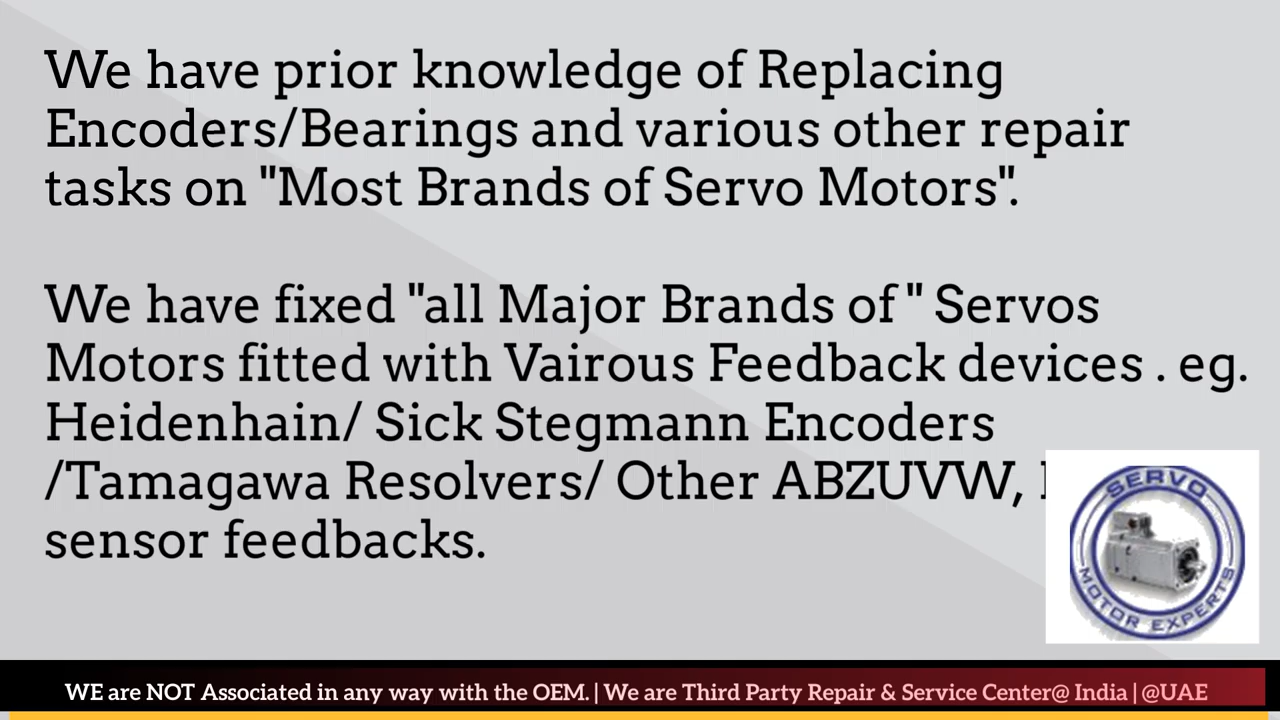 We have prior knowledge of Replacing
Encoders/Bearings and various other repair
tasks on "Most Brands of Servo Motors".
We have fixed "all Major Brands of " Servos
Motors fitted with Vairous Feedback devices . eg.
Heidenhain/ Sick Stegmann Encoders
/Tamagawa Resolvers/ Other ABZUVW,
sensor feedbacks.
SERVO
MOTOR EXPERTS
WE are NOT Associated in any way with the OEM. | We are Third Party Repair & Service Center@ India | @UAE